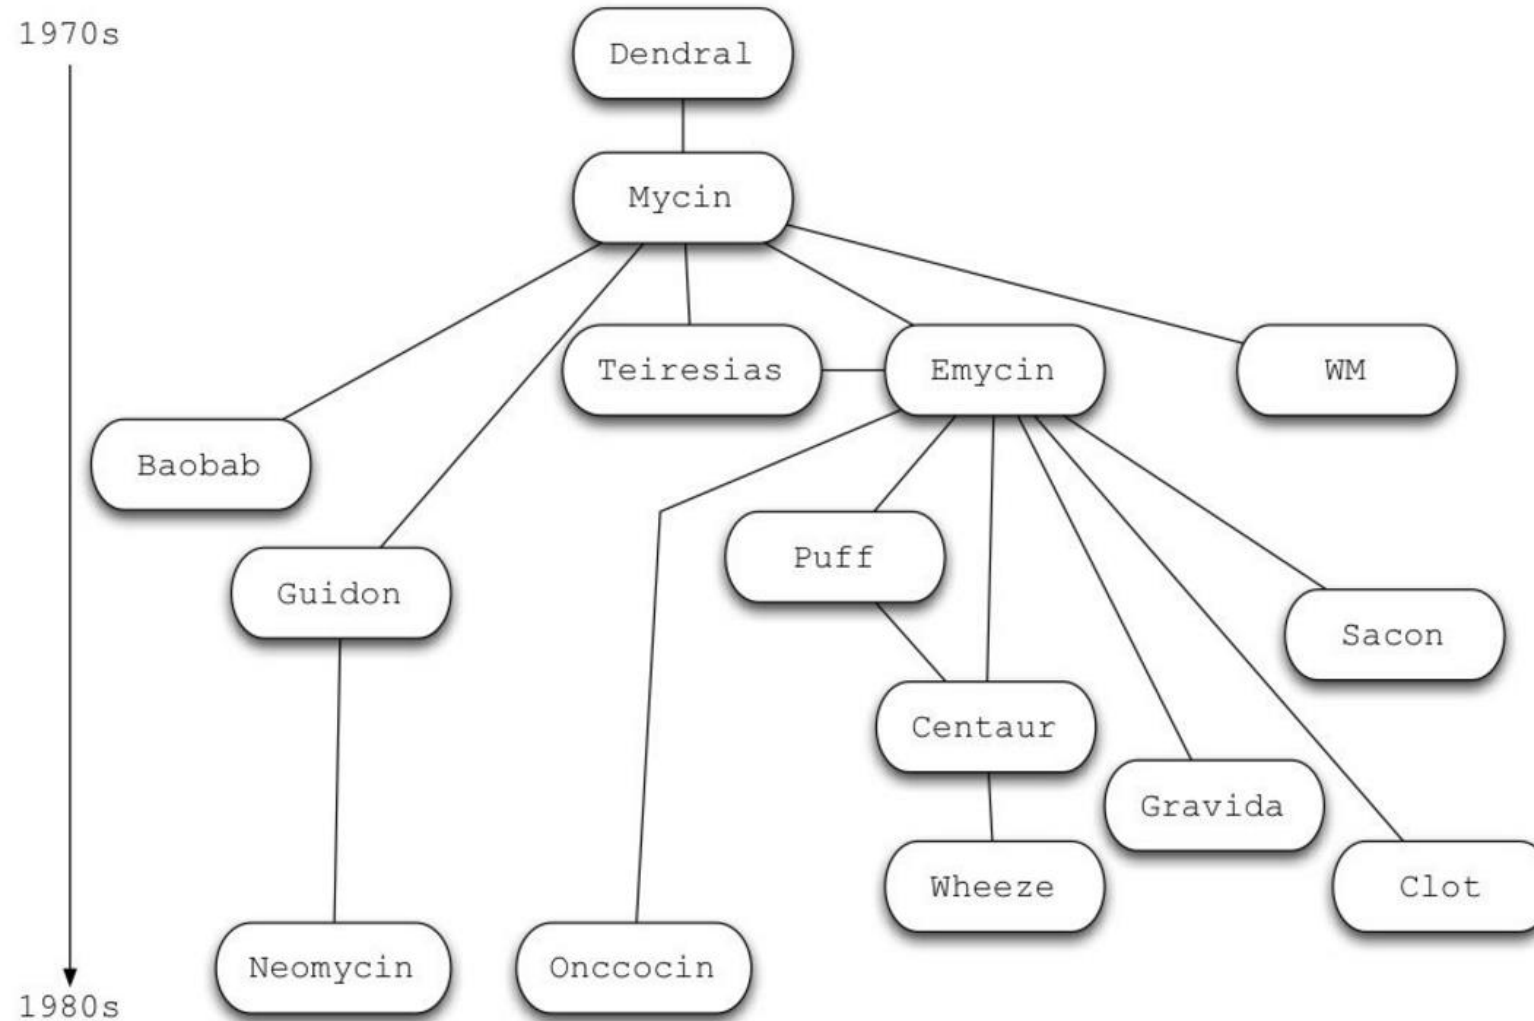 1970s
Dendral
Mycin
Teiresias
Emycin
WM
Baobab
Puff
Guidon
Sacon
Centaur
Gravida
Wheeze
Clot
Neomycin
Onccocin
1980s